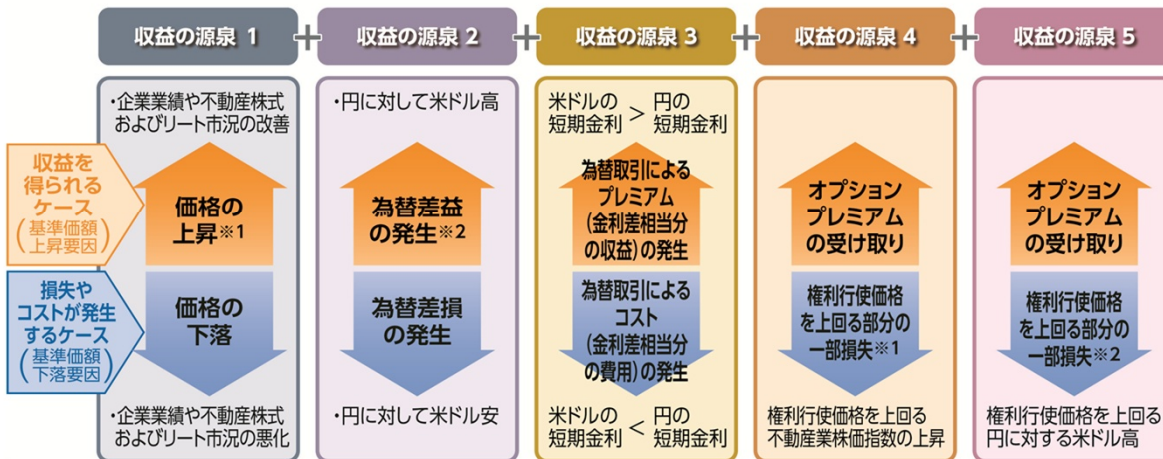 収益の源泉 1 + 収益の源泉 2 + 収益の源泉 3 + 収益の源泉 4 + 収益の源泉 5
収益を
得られる
ケース
(基準価額
上昇要因)
損失や
コストが発生
するケース
(基準価額
下落要因)
・企業業績や不動産株式
およびリート市況の改善
価格の
上昇※1
価格の
下落
・企業業績や不動産株式
およびリート市況の悪化
・円に対して米ドル高
為替差益
の発生※2
為替差損
の発生
・円に対して米ドル安
米ドルの 円の
短期金利 > 短期金利
為替取引による
プレミアム
(金利差相当分
の収益)の発生
為替取引による
コスト
(金利差相当分
の費用)の発生
米ドルの 円の
短期金利 < 短期金利
オプション
プレミアム
の受け取り
権利行使価格
を上回る部分の
一部損失※1
権利行使価格を上回る
不動産業株価指数の上昇
オプション
プレミアム
の受け取り
権利行使価格
を上回る部分の
一部損失※2
権利行使価格を上回る
円に対する米ドル高